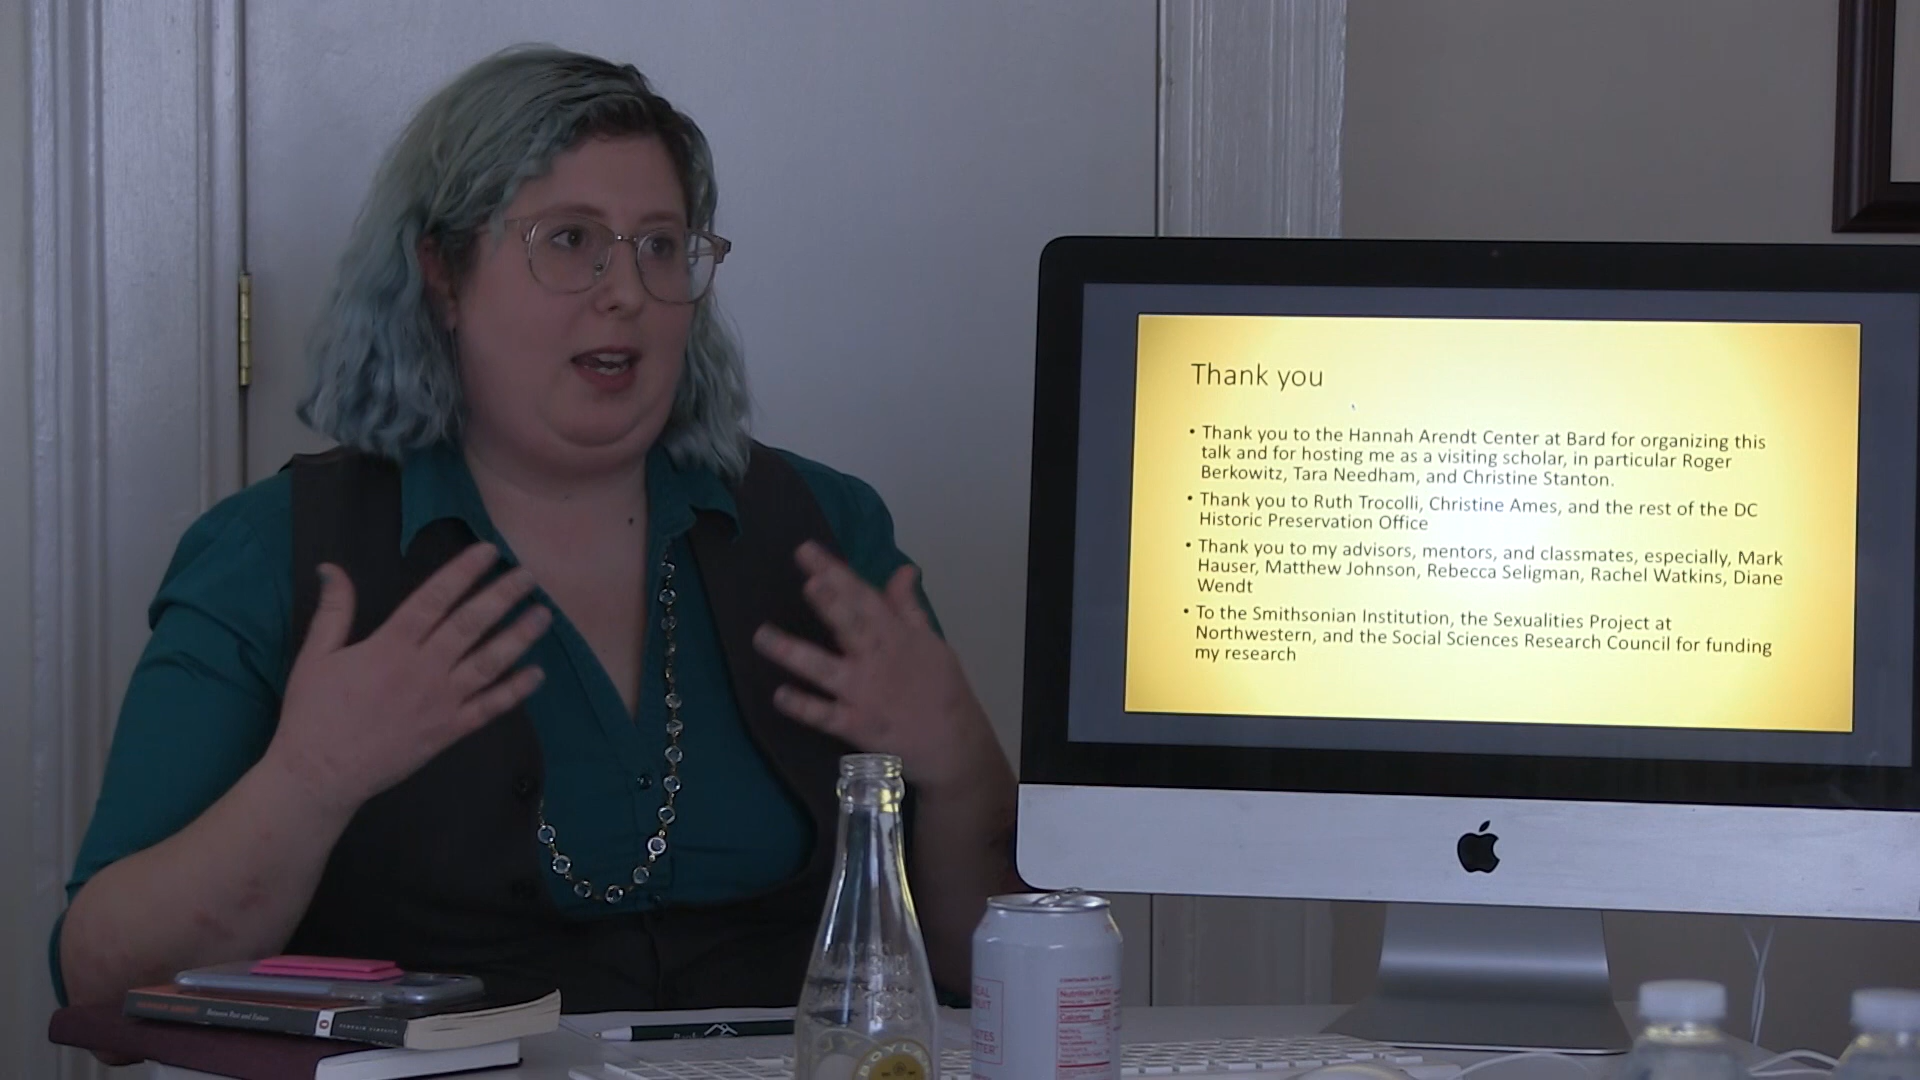 Thank you
• Thank you to the Hannah Arendt Center at Bard for organizing this
talk and for hosting me as a visiting scholar, in particular Roger
Berkowitz, Tara Needham, and Christine Stanton.
• Thank you to Ruth Trocolli, Christine Ames, and the rest of the DC
Historic Preservation Office
• Thank you to my advisors, mentors, and classmates, especially, Mark
Hauser, Matthew Johnson, Rebecca Seligman, Rachel Watkins, Diane
Wendt
• To the Smithsonian Institution, the Sexualities Project at
Northwestern, and the Social Sciences Research Council for funding
my research
Between Past and Future
Nutrition Facts
Calories
BOYLA